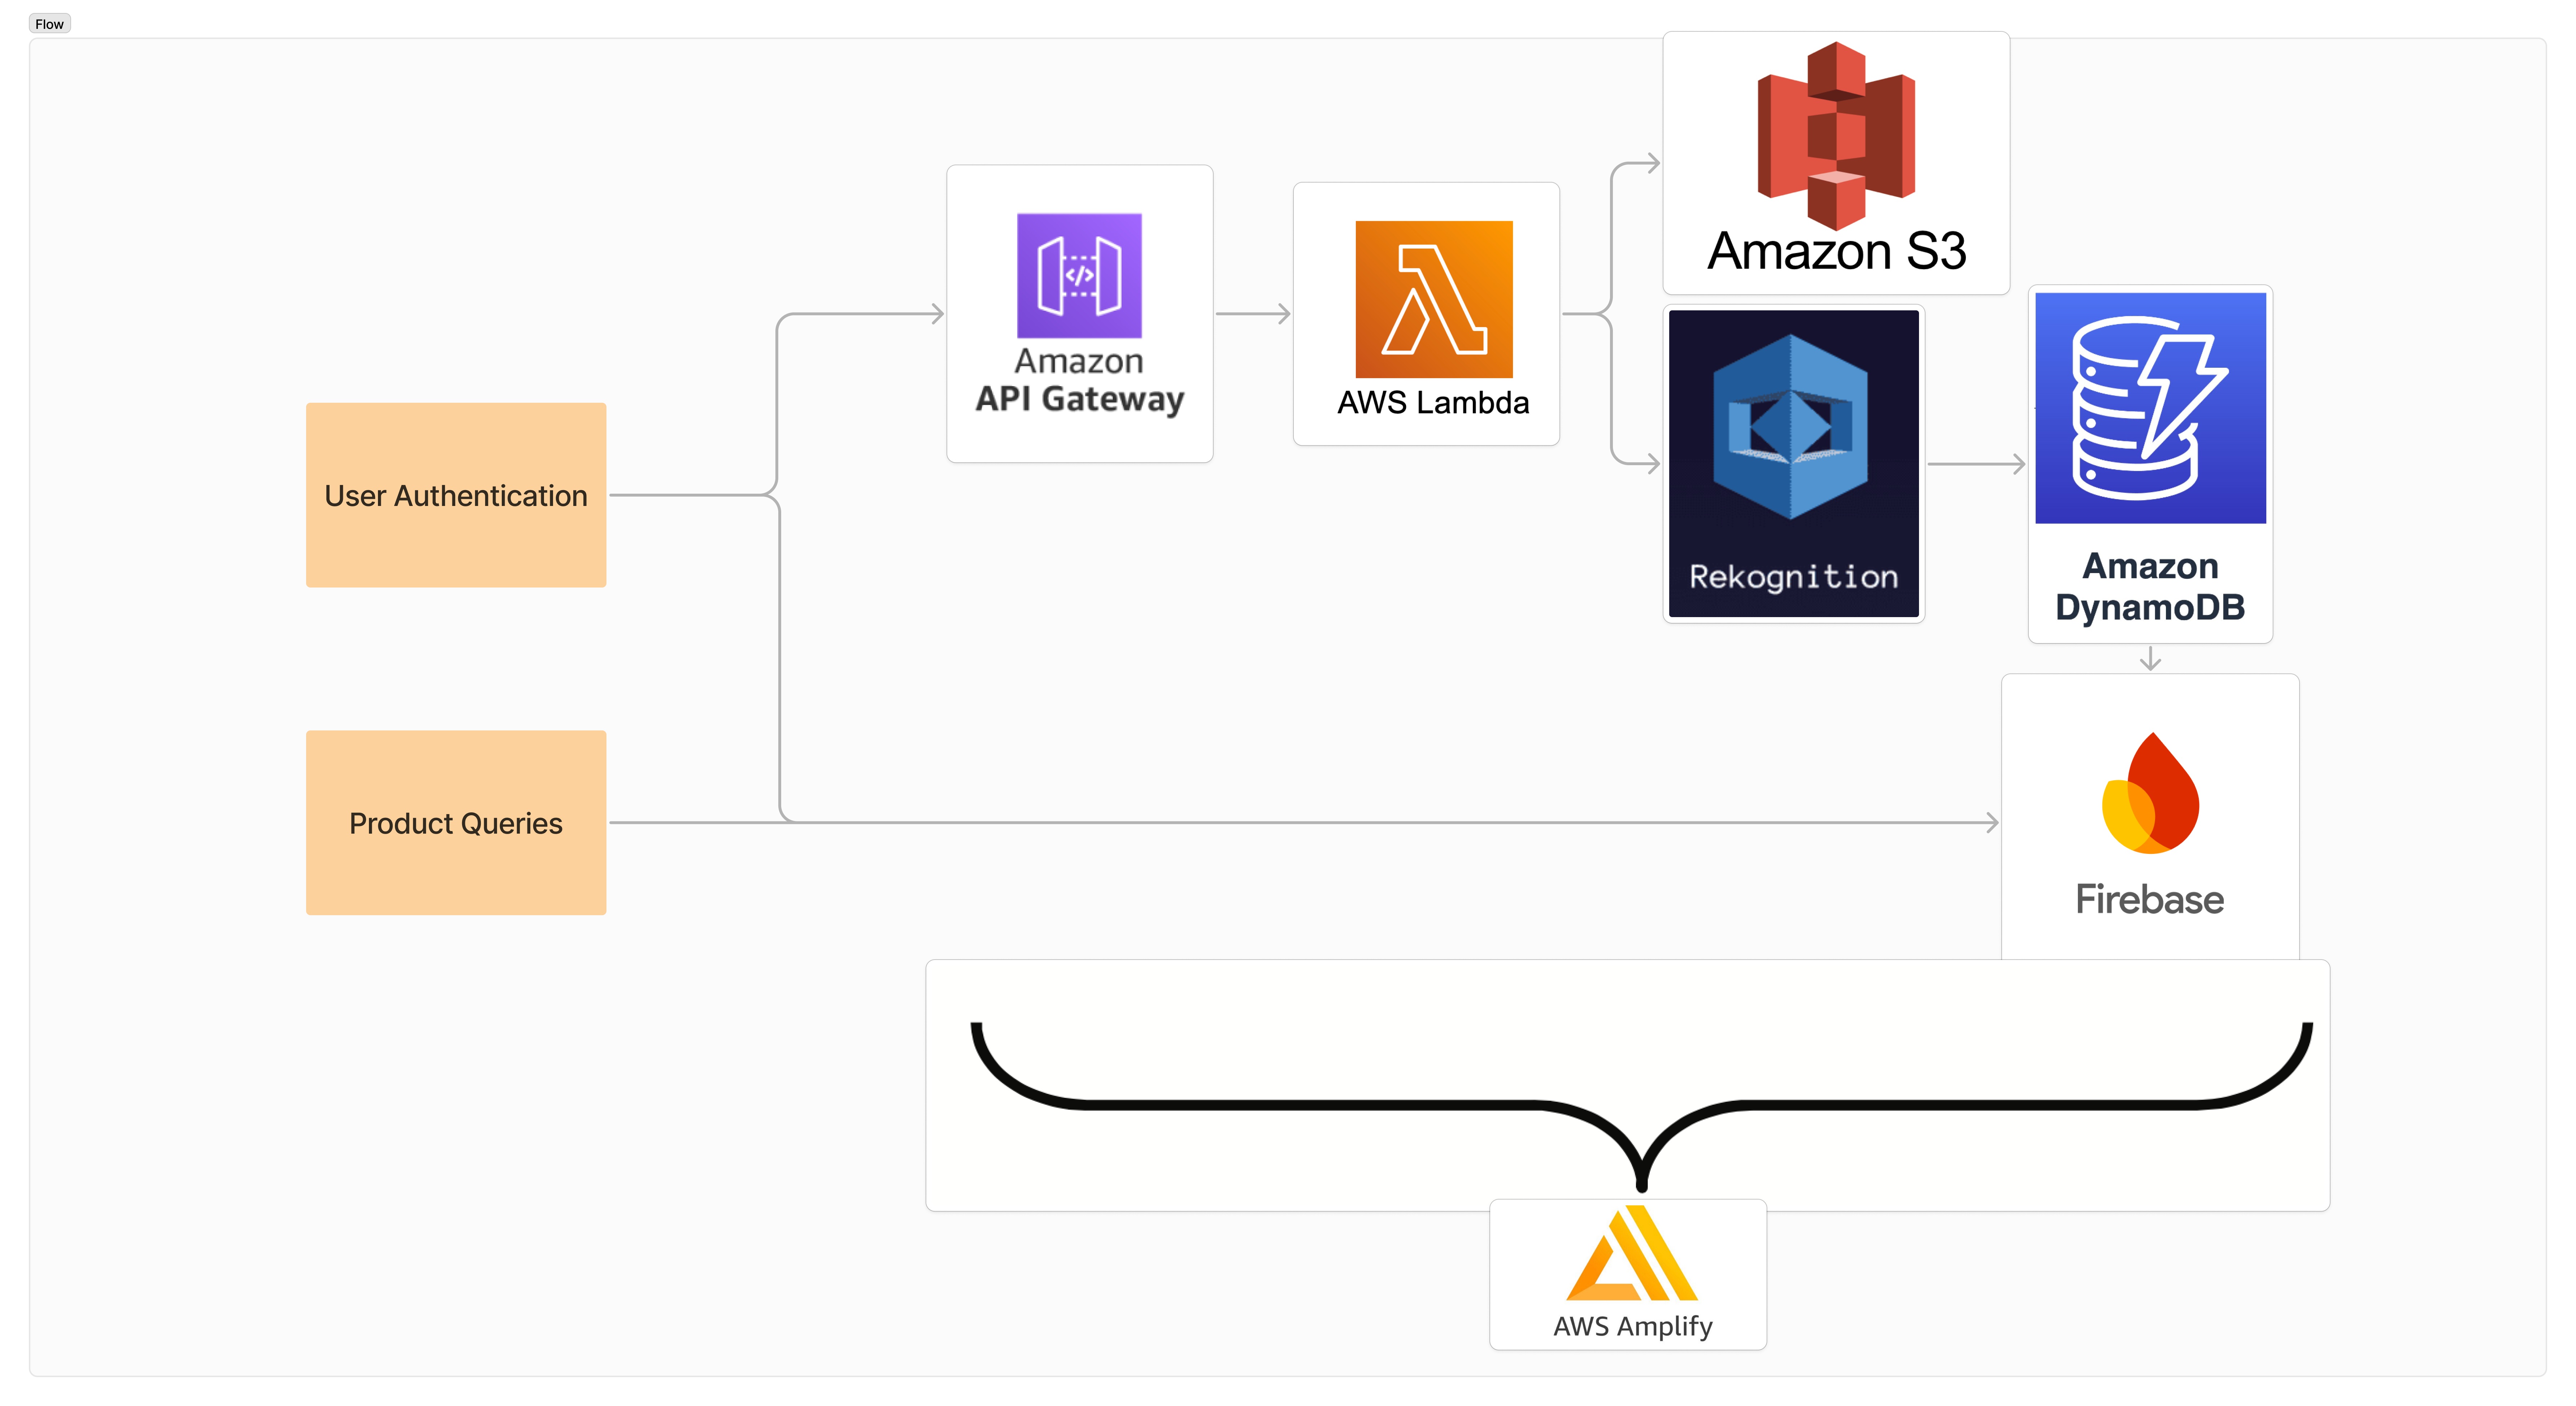 Flow
Amazon S3
Amazon
API Gateway
AWS Lambda
User Authentication
Rekognition
Amazon
DynamoDB
Product Queries
Firebase
AWS Amplify